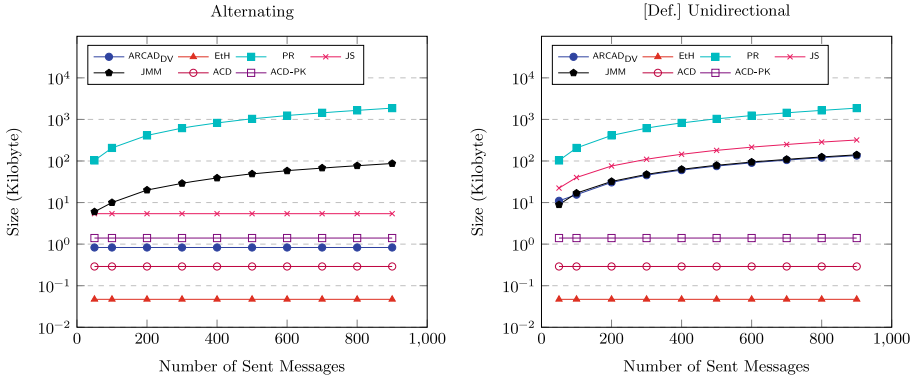 Alternating
ARCAD_DV EtH PR JS
JMM ACD ACD-PK
10^4
10^3
10^2
10^1
10^0
10^−1
10^−2
Size (Kilobyte)
0 200 400 600 800 1,000
Number of Sent Messages
[Def.] Unidirectional
ARCAD_DV EtH PR JS
JMM ACD ACD-PK
10^4
10^3
10^2
10^1
10^0
10^−1
10^−2
Size (Kilobyte)
0 200 400 600 800 1,000
Number of Sent Messages